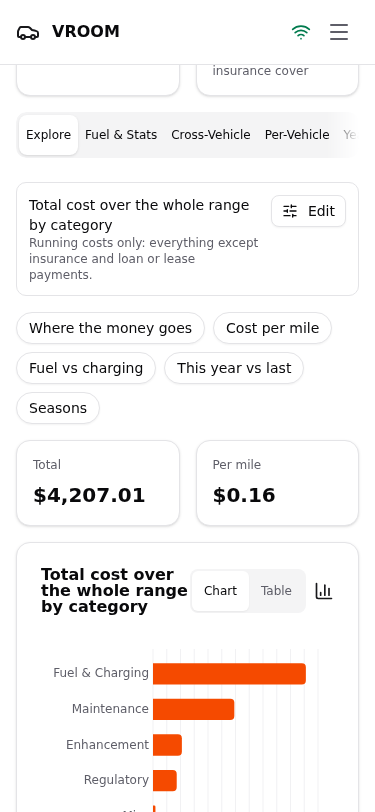 VROOM
insurance cover
Explore Fuel & Stats Cross-Vehicle Per-Vehicle Ye
Total cost over the whole range
by category
Edit
Running costs only: everything except
insurance and loan or lease
payments.
Where the money goes
Cost per mile
Fuel vs charging
This year vs last
Seasons
Total
$4,207.01
Per mile
$0.16
Total cost over
the whole range
by category
Chart
Table
Fuel & Charging
Maintenance
Enhancement
Regulatory